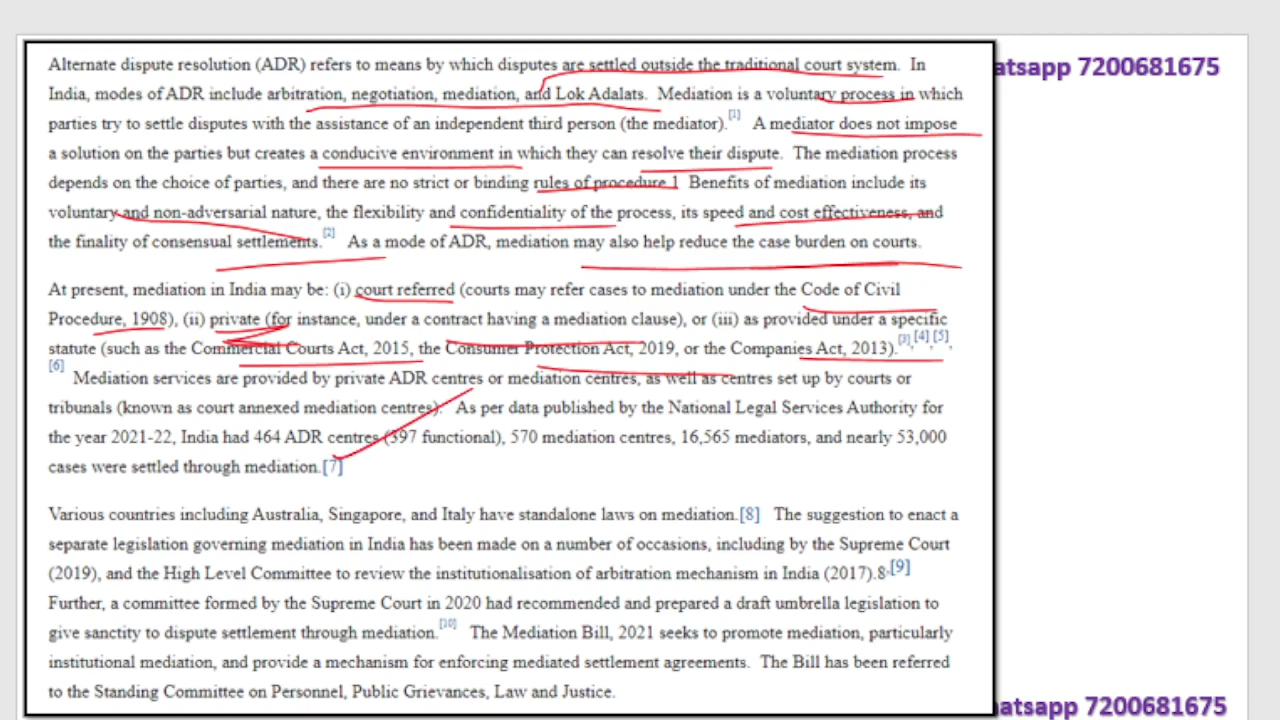 atsapp 7200681675
Alternate dispute resolution (ADR) refers to means by which disputes are settled outside the traditional court system. In
India, modes of ADR include arbitration, negotiation, mediation, and Lok Adalats. Mediation is a voluntary process in which
parties try to settle disputes with the assistance of an independent third person (the mediator).[1] A mediator does not impose
a solution on the parties but creates a conducive environment in which they can resolve their dispute. The mediation process
depends on the choice of parties, and there are no strict or binding rules of procedure.1 Benefits of mediation include its
voluntary and non-adversarial nature, the flexibility and confidentiality of the process, its speed and cost effectiveness, and
the finality of consensual settlements.[2] As a mode of ADR, mediation may also help reduce the case burden on courts.
At present, mediation in India may be: (i) court referred (courts may refer cases to mediation under the Code of Civil
Procedure, 1908), (ii) private (for instance, under a contract having a mediation clause), or (iii) as provided under a specific
statute (such as the Commercial Courts Act, 2015, the Consumer Protection Act, 2019, or the Companies Act, 2013).[3],[4],[5],
[6] Mediation services are provided by private ADR centres or mediation centres, as well as centres set up by courts or
tribunals (known as court annexed mediation centres). As per data published by the National Legal Services Authority for
the year 2021-22, India had 464 ADR centres (397 functional), 570 mediation centres, 16,565 mediators, and nearly 53,000
cases were settled through mediation.[7]
Various countries including Australia, Singapore, and Italy have standalone laws on mediation.[8] The suggestion to enact a
separate legislation governing mediation in India has been made on a number of occasions, including by the Supreme Court
(2019), and the High Level Committee to review the institutionalisation of arbitration mechanism in India (2017).8,[9]
Further, a committee formed by the Supreme Court in 2020 had recommended and prepared a draft umbrella legislation to
give sanctity to dispute settlement through mediation.[10] The Mediation Bill, 2021 seeks to promote mediation, particularly
institutional mediation, and provide a mechanism for enforcing mediated settlement agreements. The Bill has been referred
to the Standing Committee on Personnel, Public Grievances, Law and Justice.
atsapp 7200681675